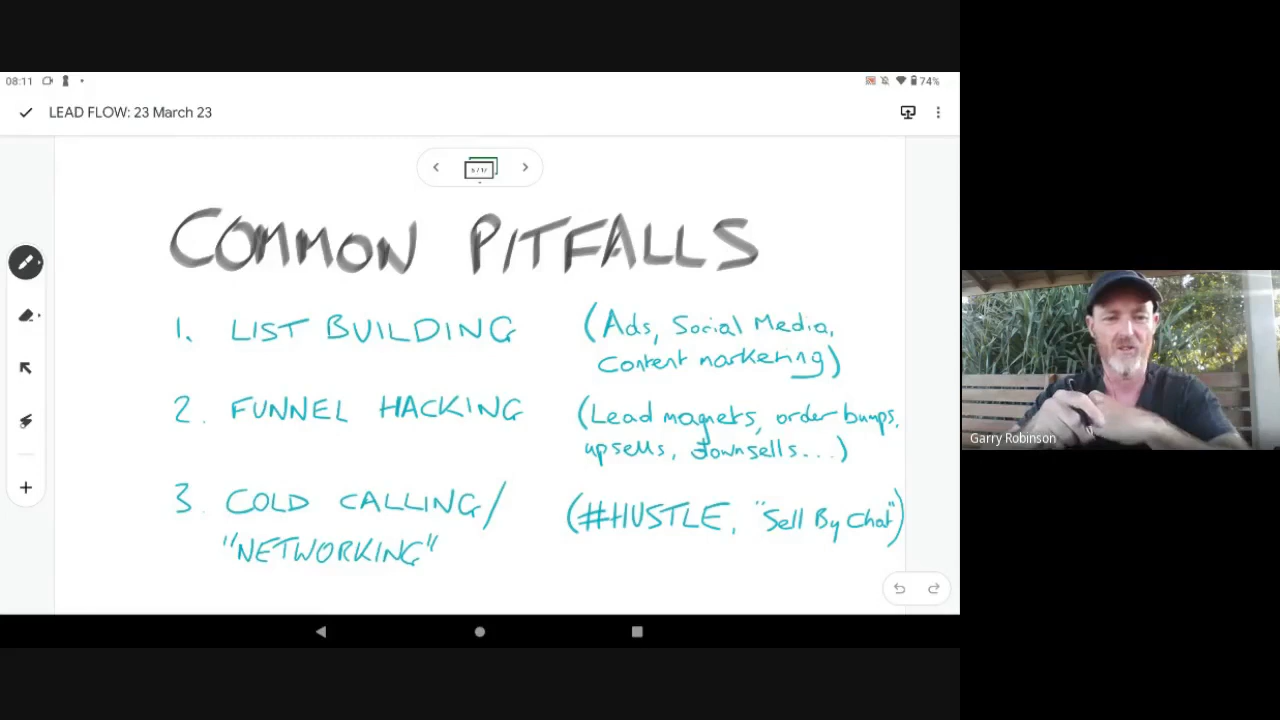 08:11
74%
LEAD FLOW: 23 March 23
COMMON PITFALLS
1. LIST BUILDING (Ads, Social Media,
Content marketing)
2. FUNNEL HACKING (Lead magnets, order bumps,
upsells, downsells...)
3. COLD CALLING/ (#HUSTLE, "Sell By Chat")
"NETWORKING"
Garry Robinson